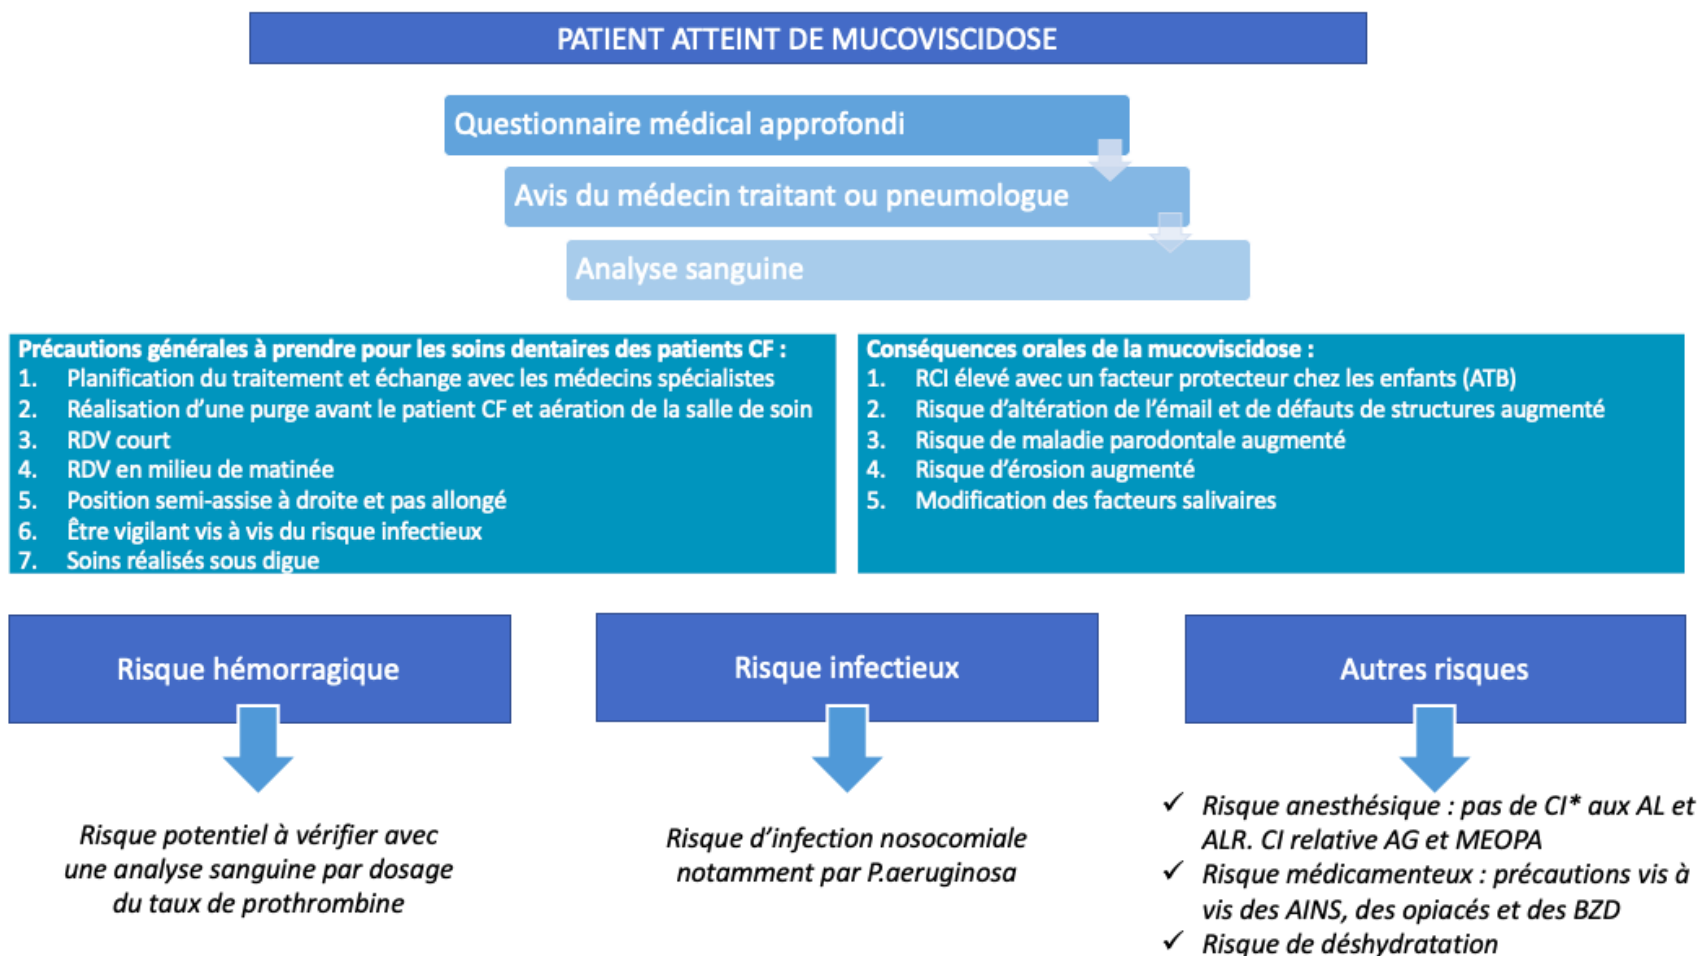 PATIENT ATTEINT DE MUCOVISCIDOSE
Questionnaire médical approfondi
Avis du médecin traitant ou pneumologue
Analyse sanguine
Précautions générales à prendre pour les soins dentaires des patients CF :
1. Planification du traitement et échange avec les médecins spécialistes
2. Réalisation d'une purge avant le patient CF et aération de la salle de soin
3. RDV court
4. RDV en milieu de matinée
5. Position semi-assise à droite et pas allongé
6. Être vigilant vis à vis du risque infectieux
7. Soins réalisés sous digue
Conséquences orales de la mucoviscidose :
1. RCI élevé avec un facteur protecteur chez les enfants (ATB)
2. Risque d'altération de l'émail et de défauts de structures augmenté
3. Risque de maladie parodontale augmenté
4. Risque d'érosion augmenté
5. Modification des facteurs salivaires
Risque hémorragique
Risque potentiel à vérifier avec
une analyse sanguine par dosage
du taux de prothrombine
Risque infectieux
Risque d'infection nosocomiale
notamment par P.aeruginosa
Autres risques
✓ Risque anesthésique : pas de CI* aux AL et
ALR. CI relative AG et MEOPA
✓ Risque médicamenteux : précautions vis à
vis des AINS, des opiacés et des BZD
✓ Risque de déshydratation